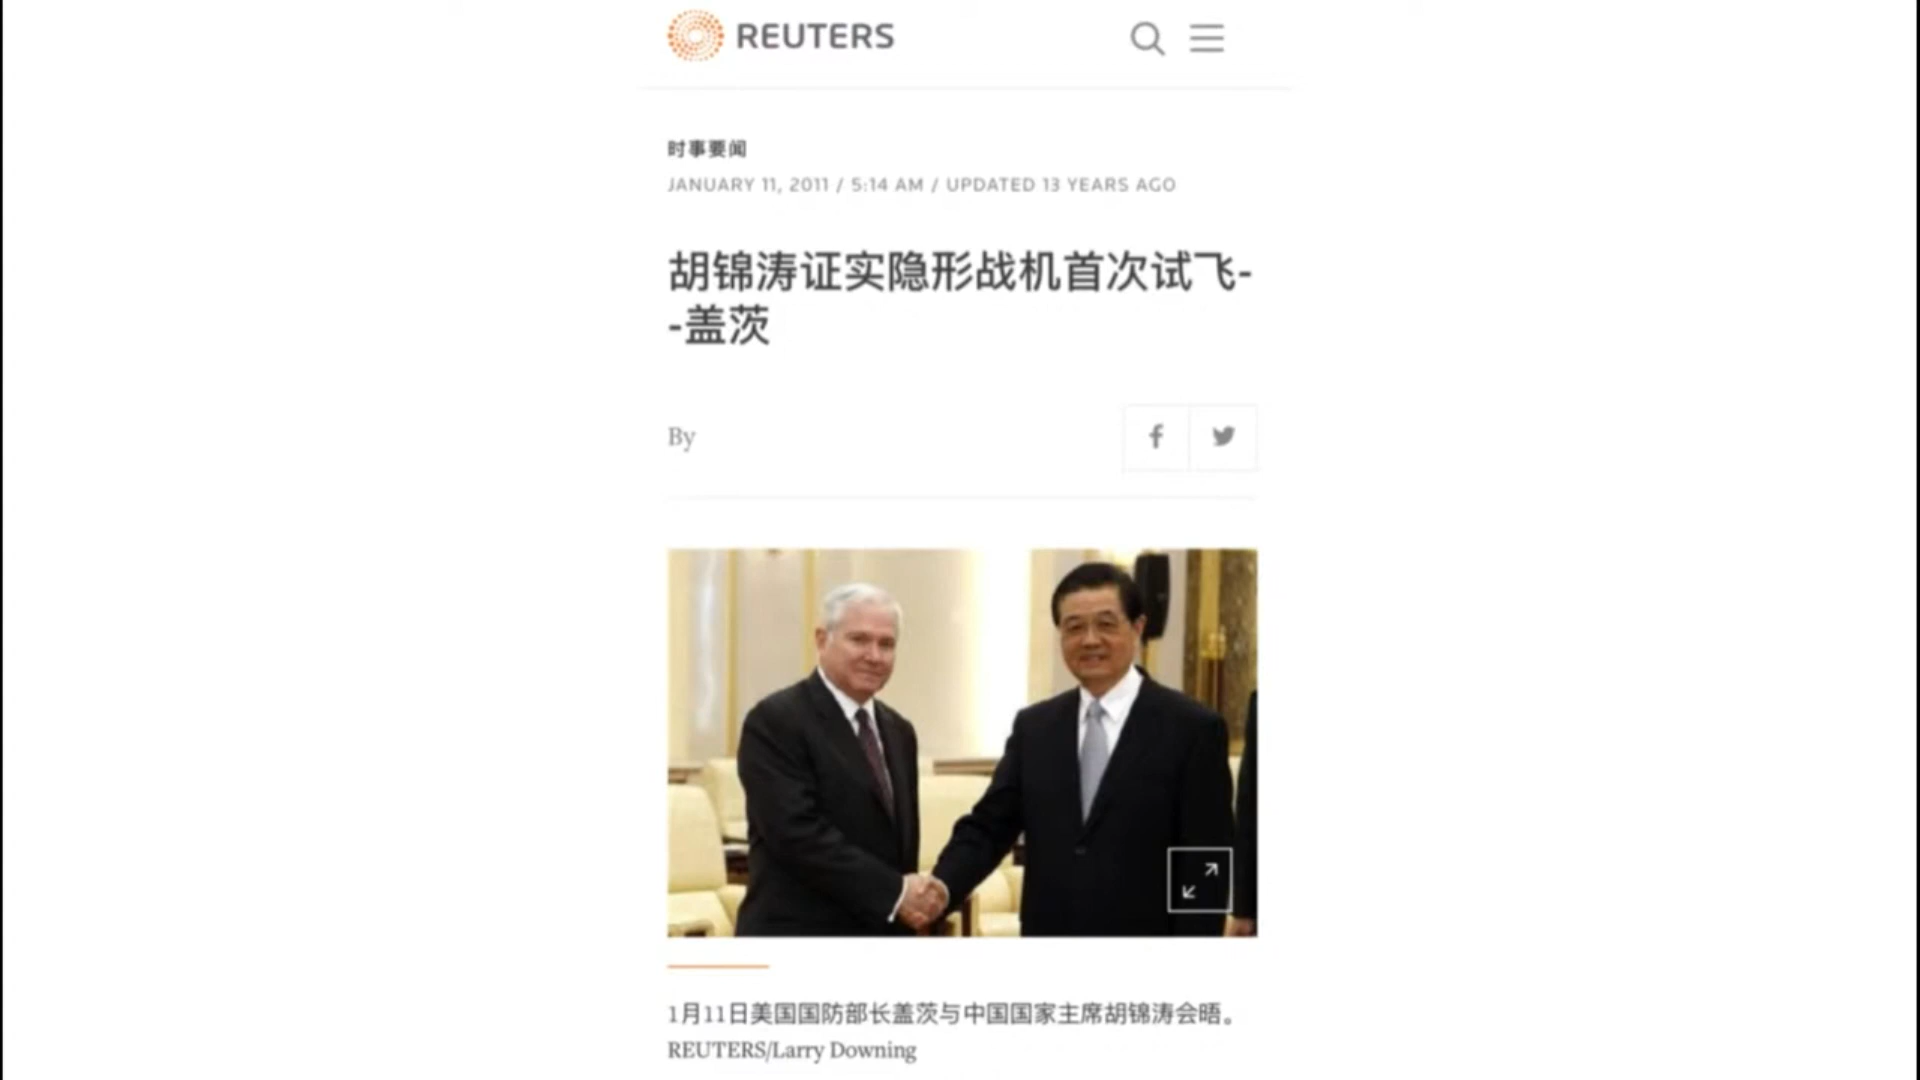 REUTERS
时事要闻
JANUARY 11, 2011 / 5:14 AM / UPDATED 13 YEARS AGO
胡锦涛证实隐形战机首次试飞-
-盖茨
By
1月11日美国国防部长盖茨与中国国家主席胡锦涛会晤。
REUTERS/Larry Downing